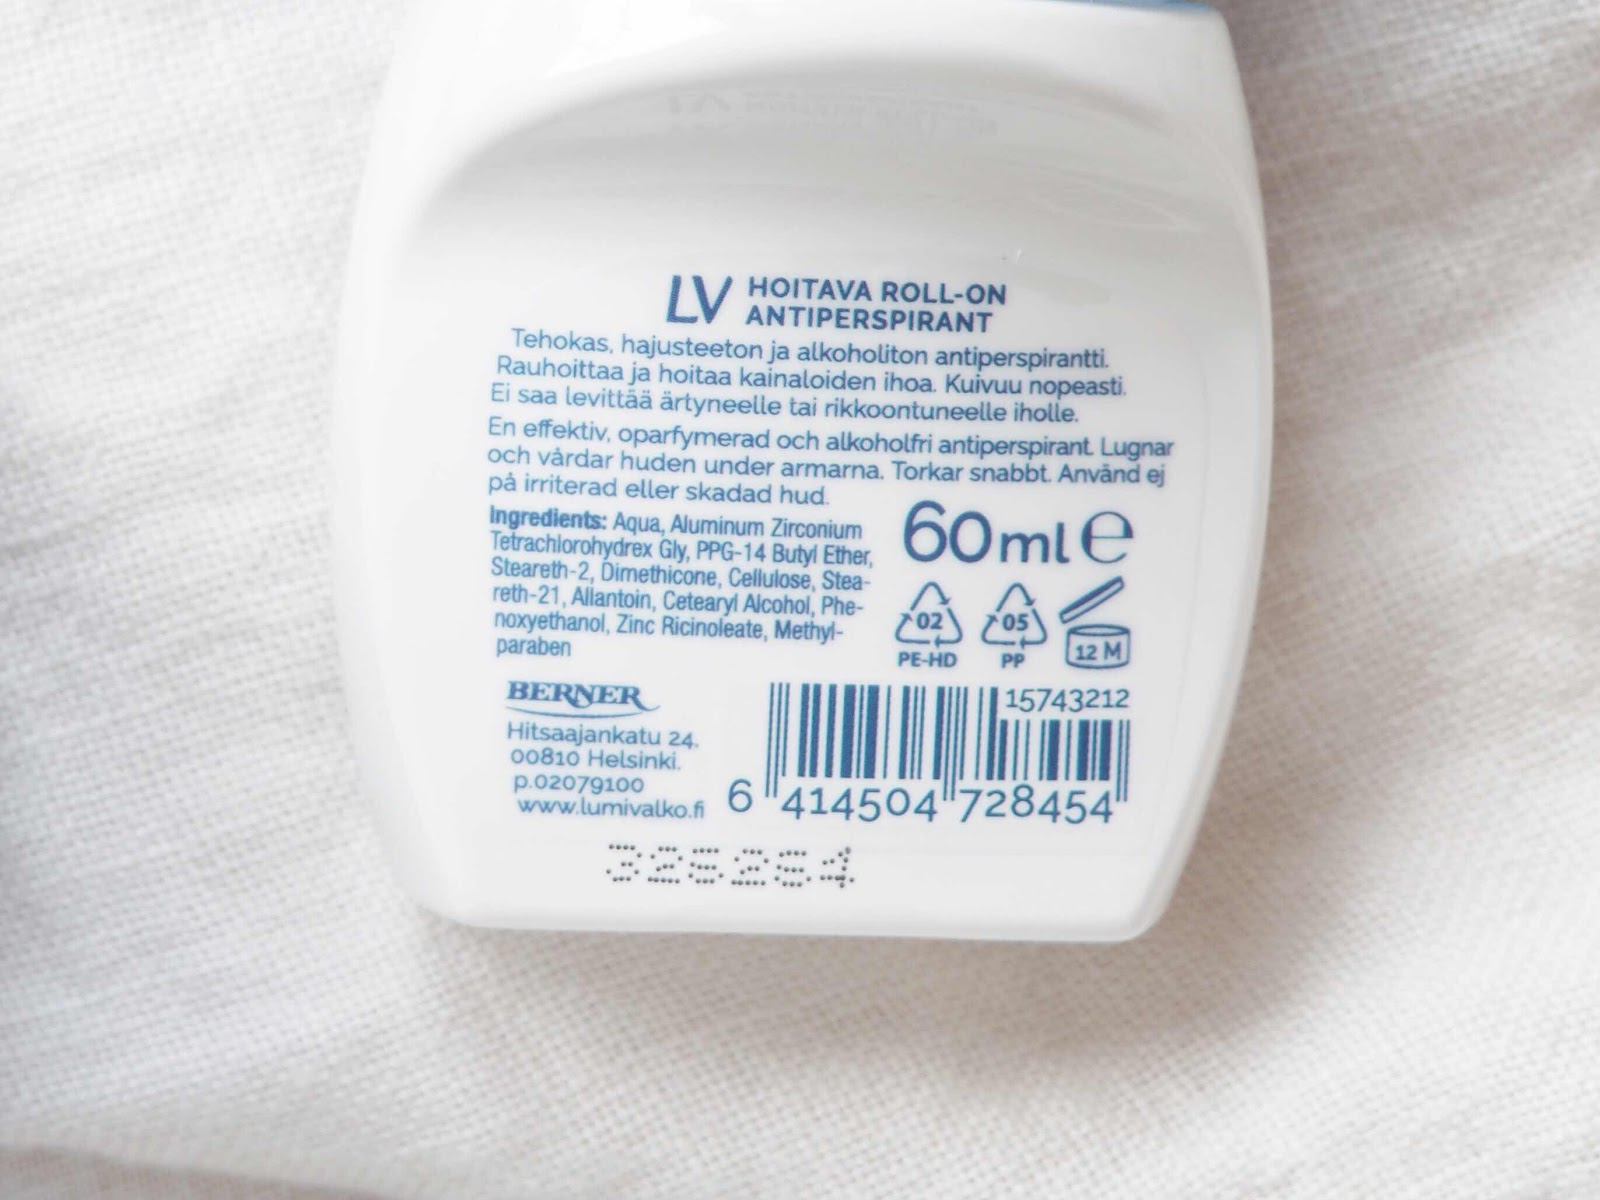 LV HOITAVA ROLL-ON
ANTIPERSPIRANT
Tehokas, hajusteeton ja alkoholiton antiperspirantti.
Rauhoittaa ja hoitaa kainaloiden ihoa. Kuivuu nopeasti.
Ei saa levittää ärtyneelle tai rikkoontuneelle iholle.
En effektiv, oparfymerad och alkoholfri antiperspirant. Lugnar
och vårdar huden under armarna. Torkar snabbt. Använd ej
på irriterad eller skadad hud.
Ingredients: Aqua, Aluminum Zirconium
Tetrachlorohydrex Gly, PPG-14 Butyl Ether,
Steareth-2, Dimethicone, Cellulose, Stea-
reth-21, Allantoin, Cetearyl Alcohol, Phe-
noxyethanol, Zinc Ricinoleate, Methyl-
paraben
60ml e
02
PE-HD
05
PP
12 M
BERNER
Hitsaajankatu 24,
00810 Helsinki.
p.02079100
www.lumivalko.fi
15743212
6 414504 728454